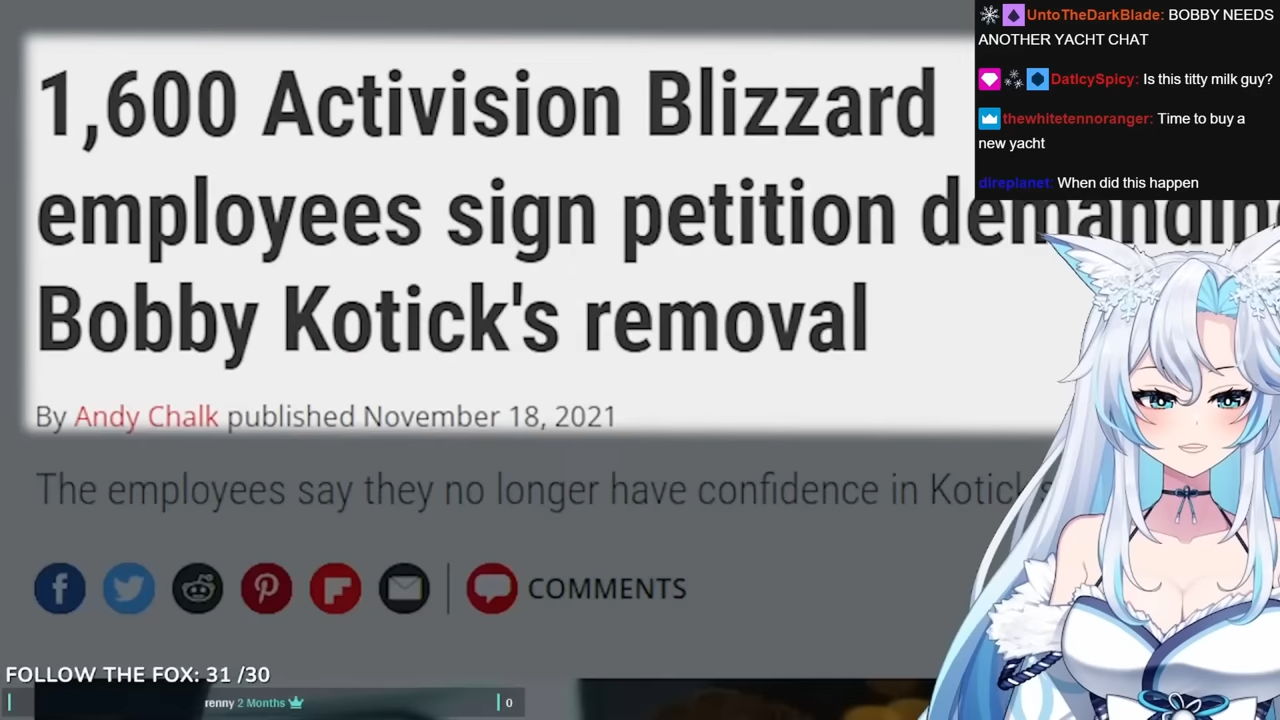 1,600 Activision Blizzard
employees sign petition demanding
Bobby Kotick's removal
By Andy Chalk published November 18, 2021
The employees say they no longer have confidence in Kotick's
COMMENTS
UntoTheDarkBlade: BOBBY NEEDS
ANOTHER YACHT CHAT
DatIcySpicy: Is this titty milk guy?
thewhitetennoranger: Time to buy a
new yacht
direplanet: When did this happen
FOLLOW THE FOX: 31 /30
renny 2 Months
0